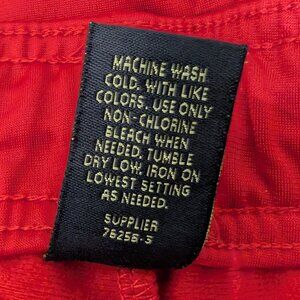 MACHINE WASH
COLD. WITH LIKE
COLORS. USE ONLY
NON-CHLORINE
BLEACH WHEN
NEEDED. TUMBLE
DRY LOW. IRON ON
LOWEST SETTING
AS NEEDED.
SUPPLIER
76256-3